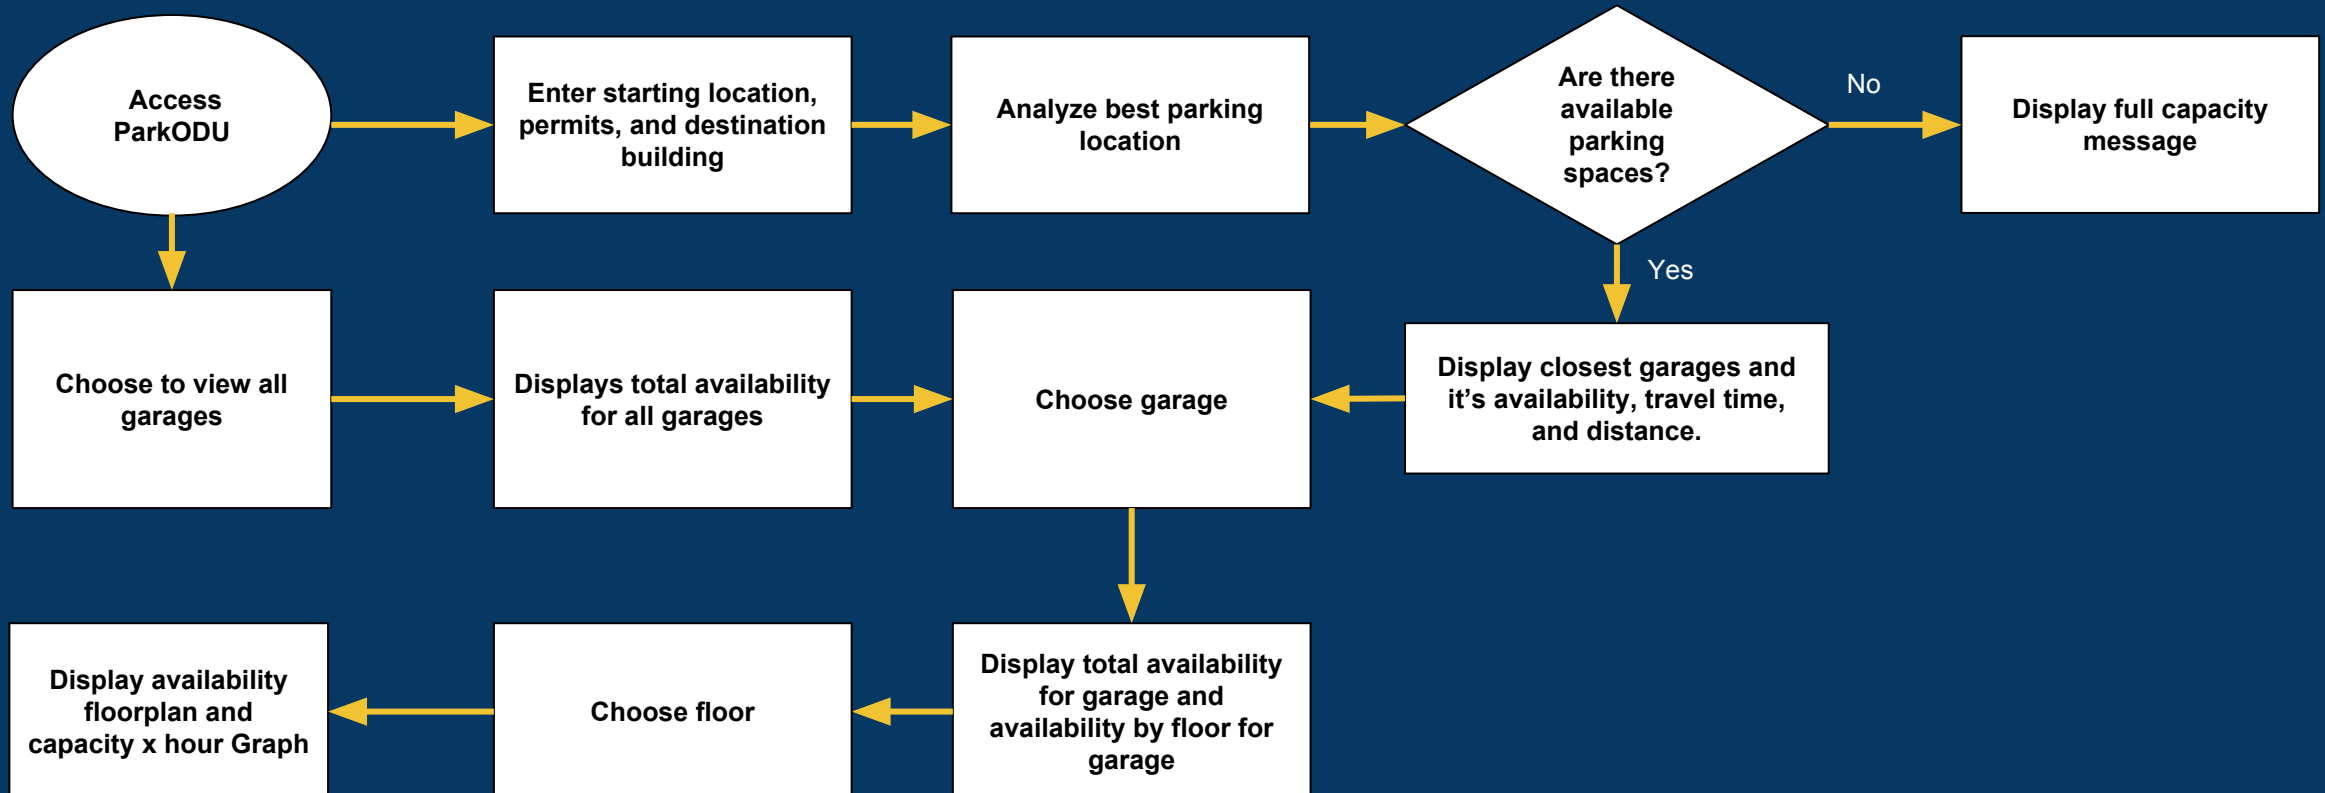 Access
ParkODU
Enter starting location,
permits, and destination
building
Analyze best parking
location
Are there
available
parking
spaces?
No
Display full capacity
message
Yes
Choose to view all
garages
Displays total availability
for all garages
Choose garage
Display closest garages and
it’s availability, travel time,
and distance.
Display availability
floorplan and
capacity x hour Graph
Choose floor
Display total availability
for garage and
availability by floor for
garage